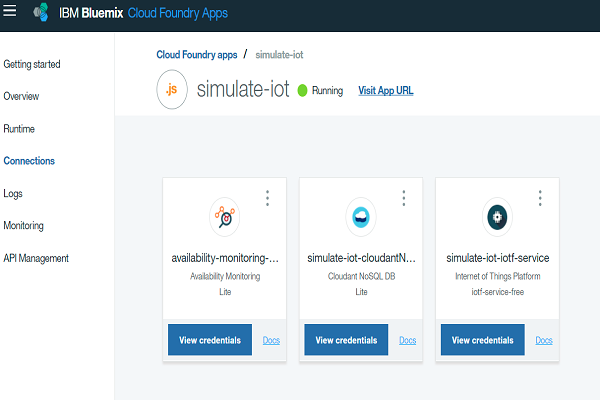 IBM Bluemix Cloud Foundry Apps
Getting started
Overview
Runtime
Connections
Logs
Monitoring
API Management
Cloud Foundry apps / simulate-iot
.js simulate-iot Running Visit App URL
availability-monitoring-...
Availability Monitoring
Lite
View credentials Docs
simulate-iot-cloudantN...
Cloudant NoSQL DB
Lite
View credentials Docs
simulate-iot-iotf-service
Internet of Things Platform
iotf-service-free
View credentials Docs